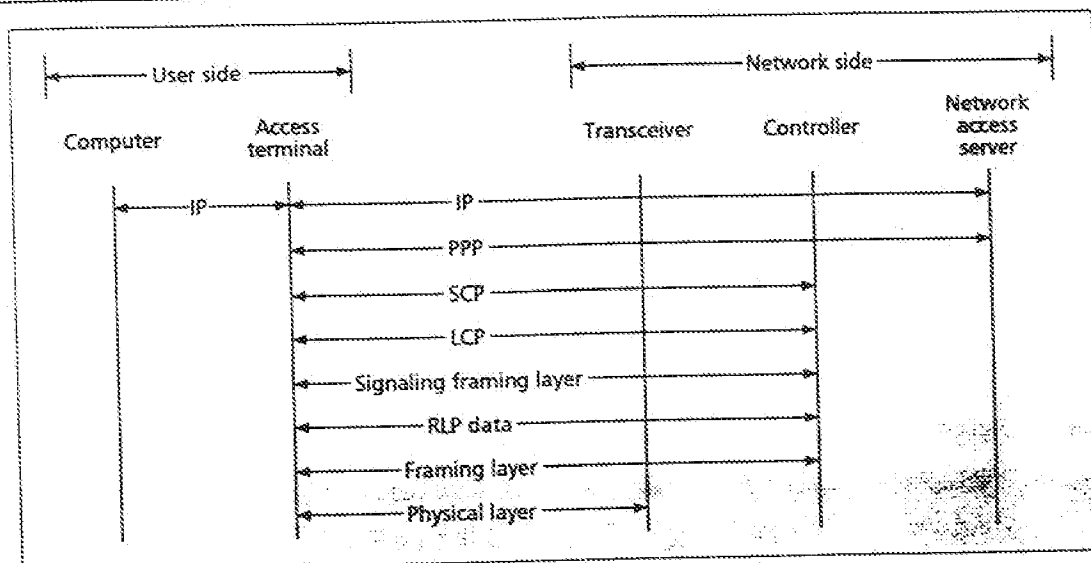 User side
Network side
Computer
Access
terminal
Transceiver
Controller
Network
access
server
IP
IP
PPP
SCP
LCP
Signaling framing layer
RLP data
Framing layer
Physical layer